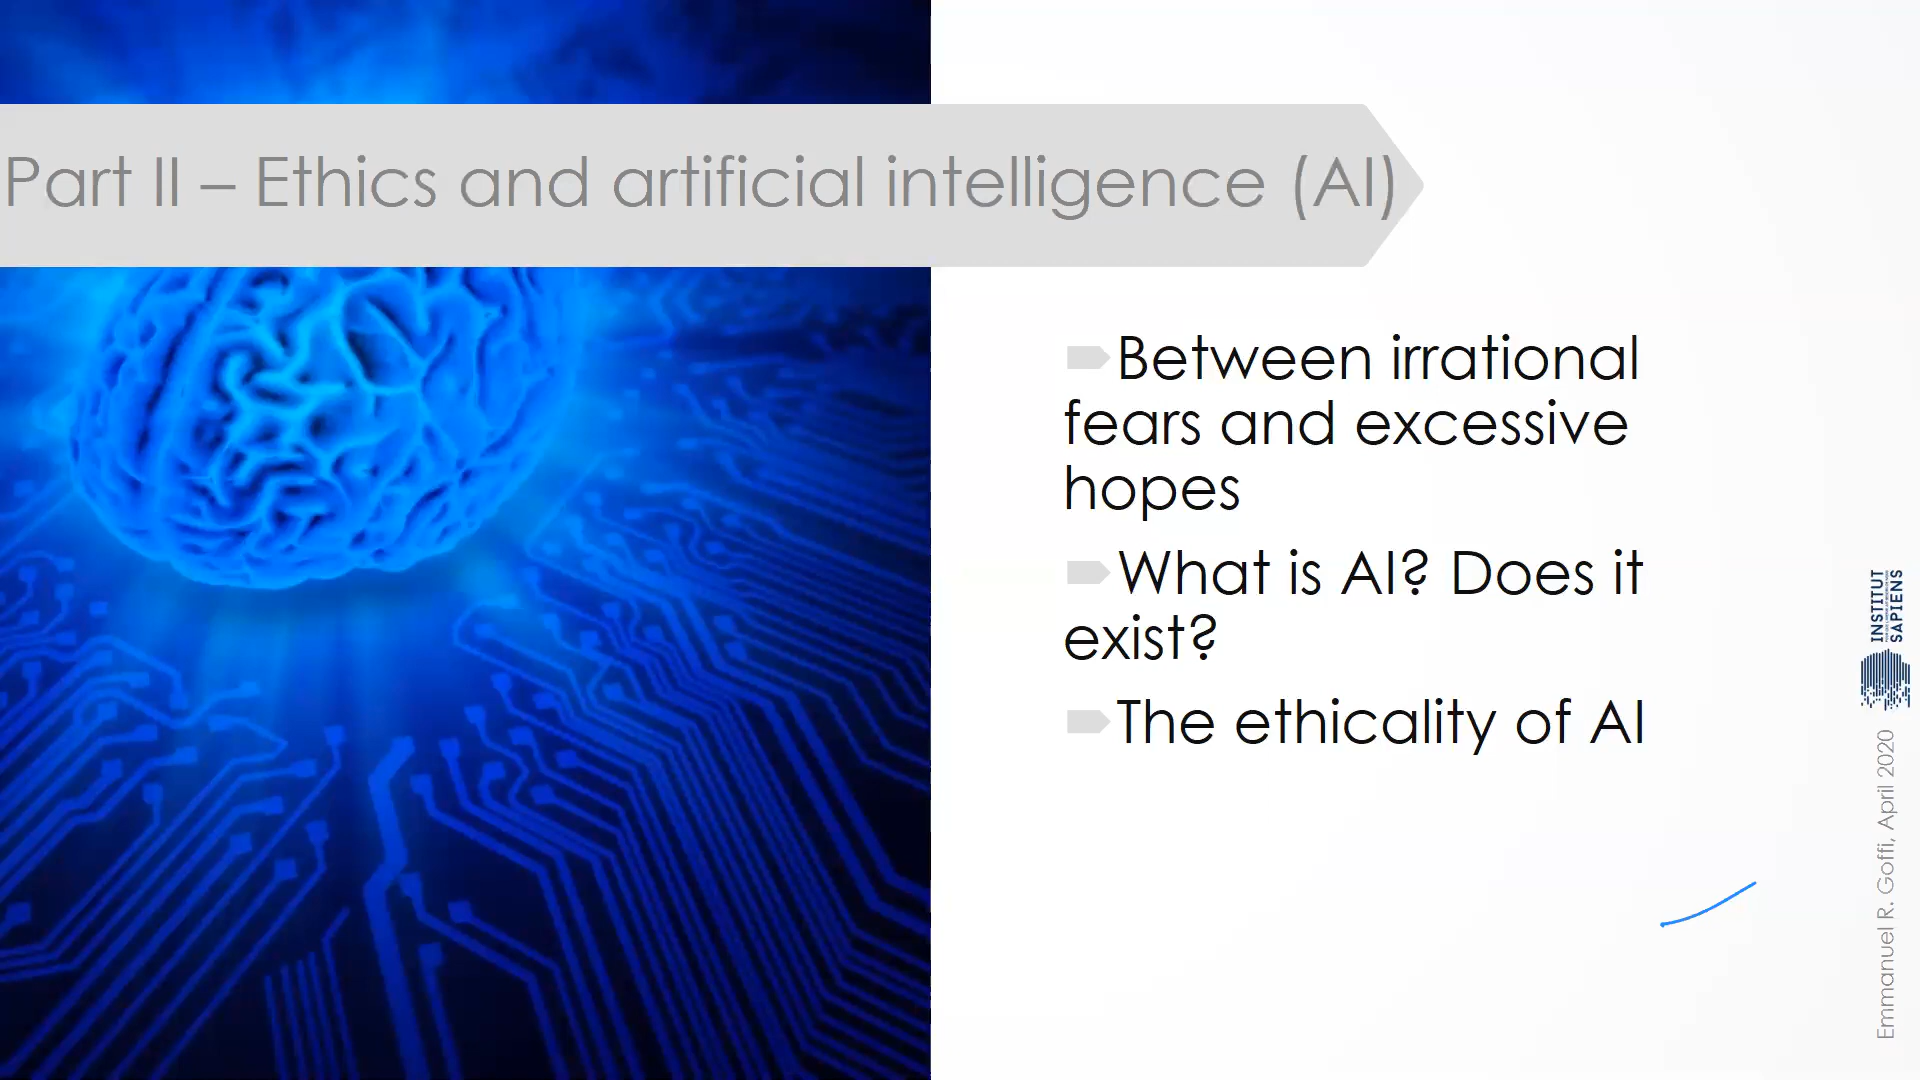 Part II – Ethics and artificial intelligence (AI)
Between irrational
fears and excessive
hopes
What is AI? Does it
exist?
The ethicality of AI
INSTITUT
SAPIENS
Emmanuel R. Goffi, April 2020